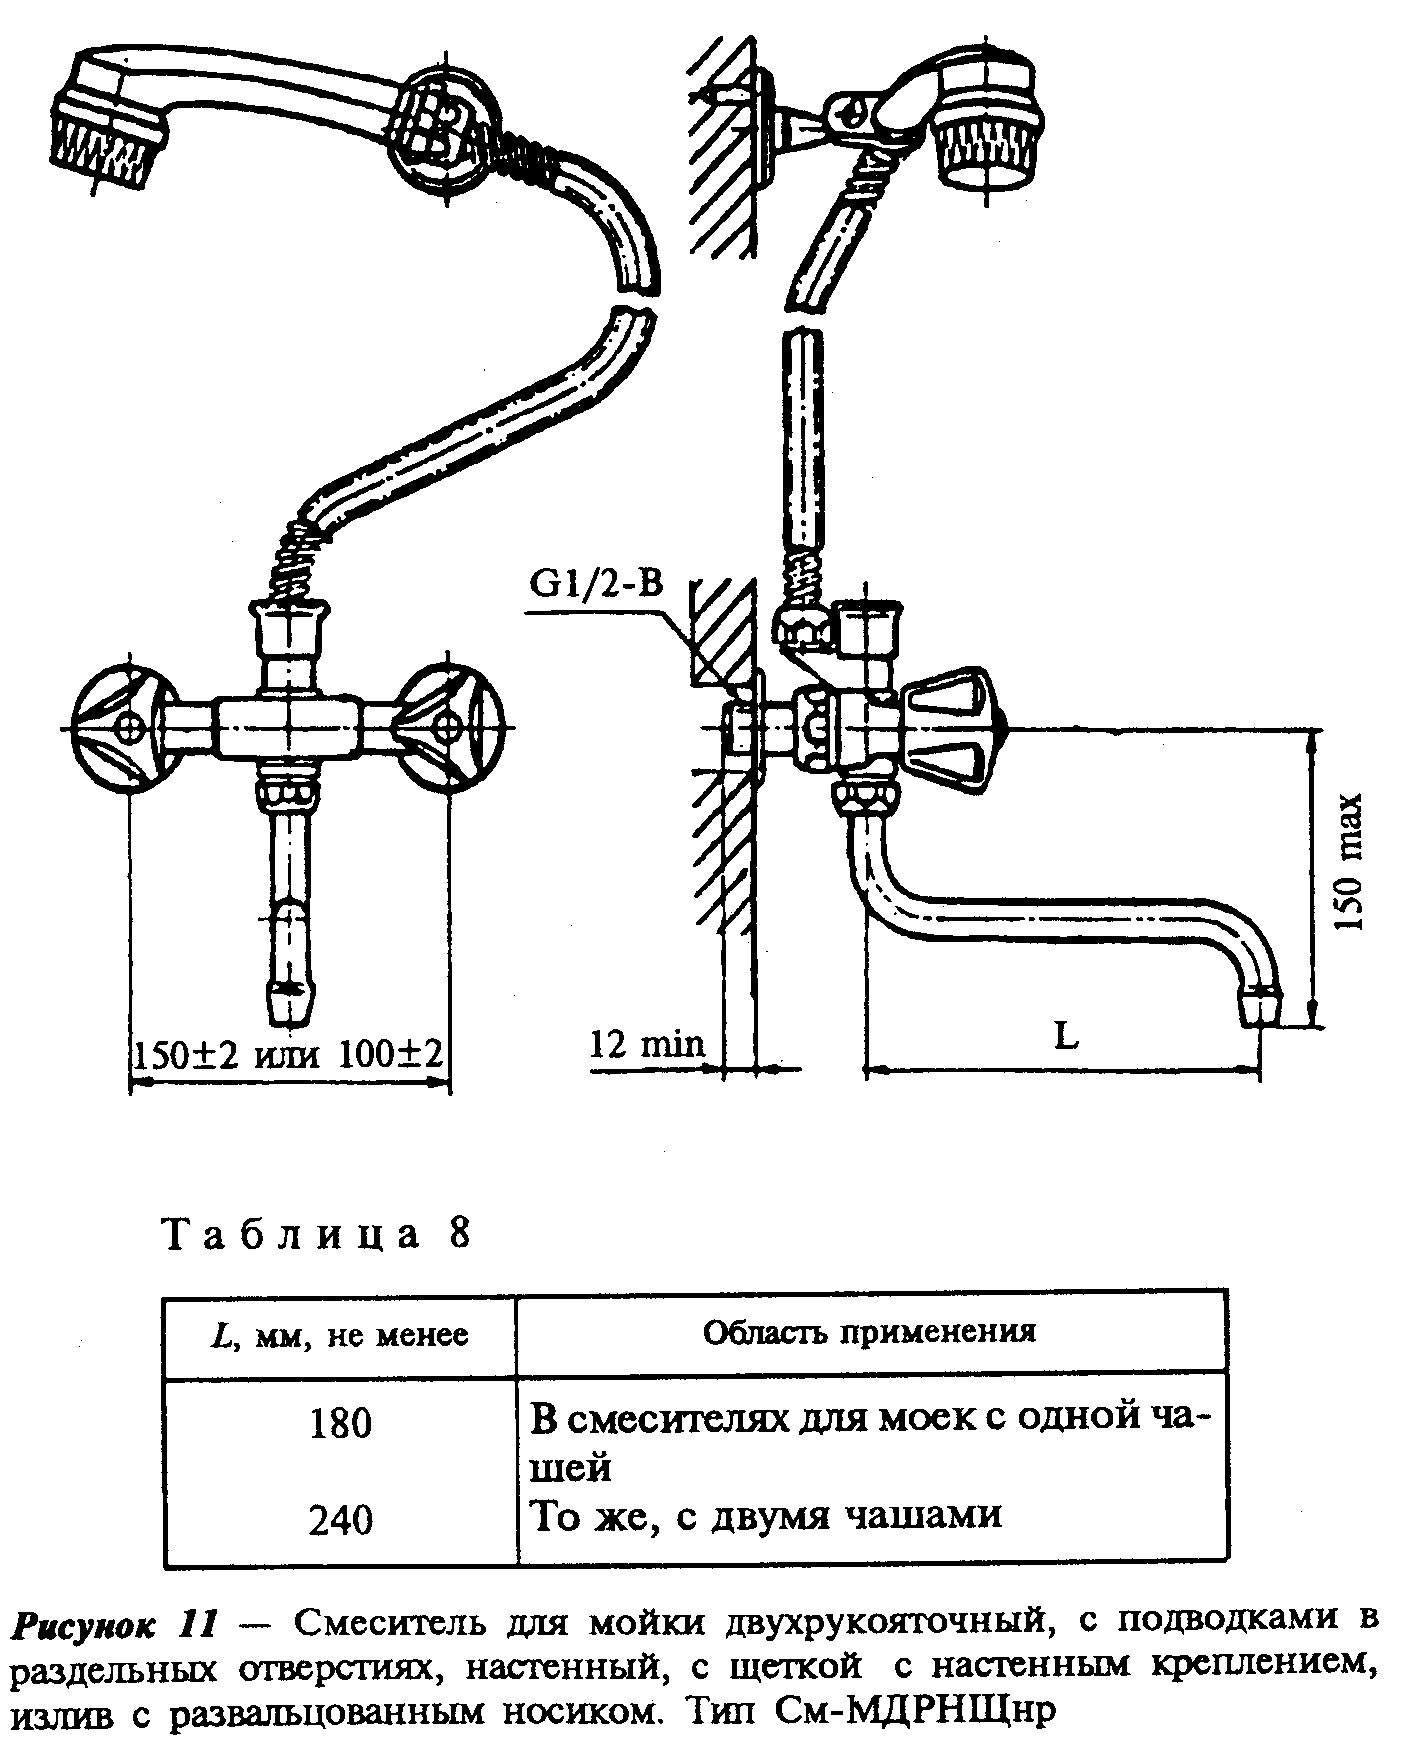 G1/2-B
150 max
12 min
L
150±2 или 100±2
Таблица 8
L, мм, не менее
Область применения
180
В смесителях для моек с одной ча-
шей
240
То же, с двумя чашами
Рисунок 11 — Смеситель для мойки двухрукояточный, с подводками в
раздельных отверстиях, настенный, с щеткой с настенным креплением,
излив с развальцованным носиком. Тип См-МДРНЩнр